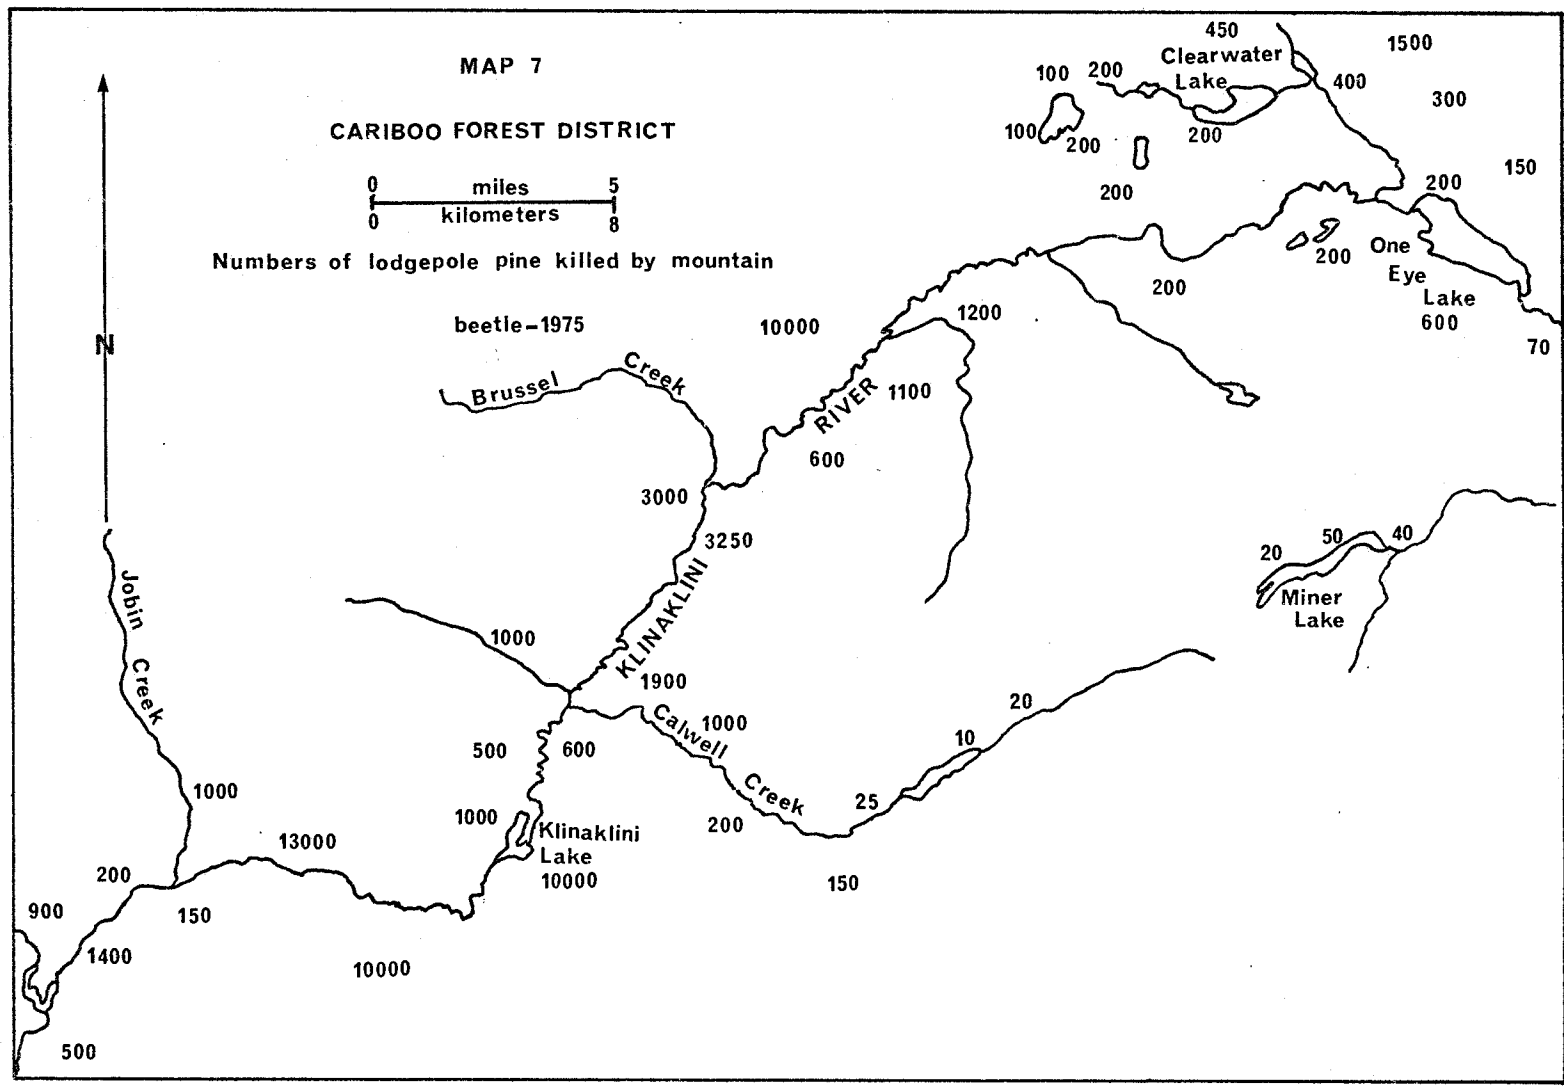 MAP 7
CARIBOO FOREST DISTRICT
0 miles 5
0 kilometers 8
Numbers of lodgepole pine killed by mountain
beetle-1975
N
450
1500
Clearwater
Lake
400
100 200
300
100
200
200
150
200
200
200
One
Eye
Lake
600
200
70
1200
10000
Brussel Creek
1100
RIVER
600
3000
3250
KLINAKLINI
20 50 40
Miner
Lake
Jobin Creek
1000
1900
1000
Calwell Creek
20
10
500 600
25
200
1000
1000
Klinaklini
Lake
10000
13000
150
200
150
900
1400
10000
500